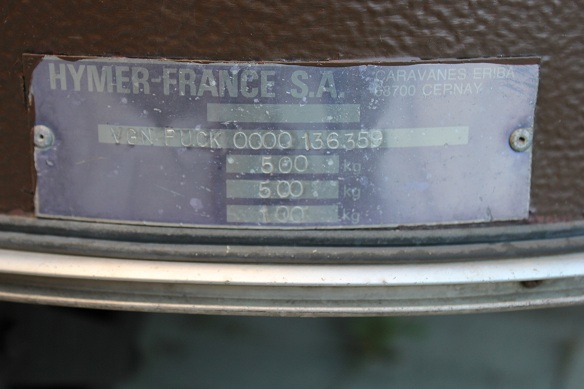 HYMER-FRANCE S.A.
CARAVANES ERIBA
68700 CERNAY
VGN PUCK 0000 136359
500 kg
500 kg
100 kg